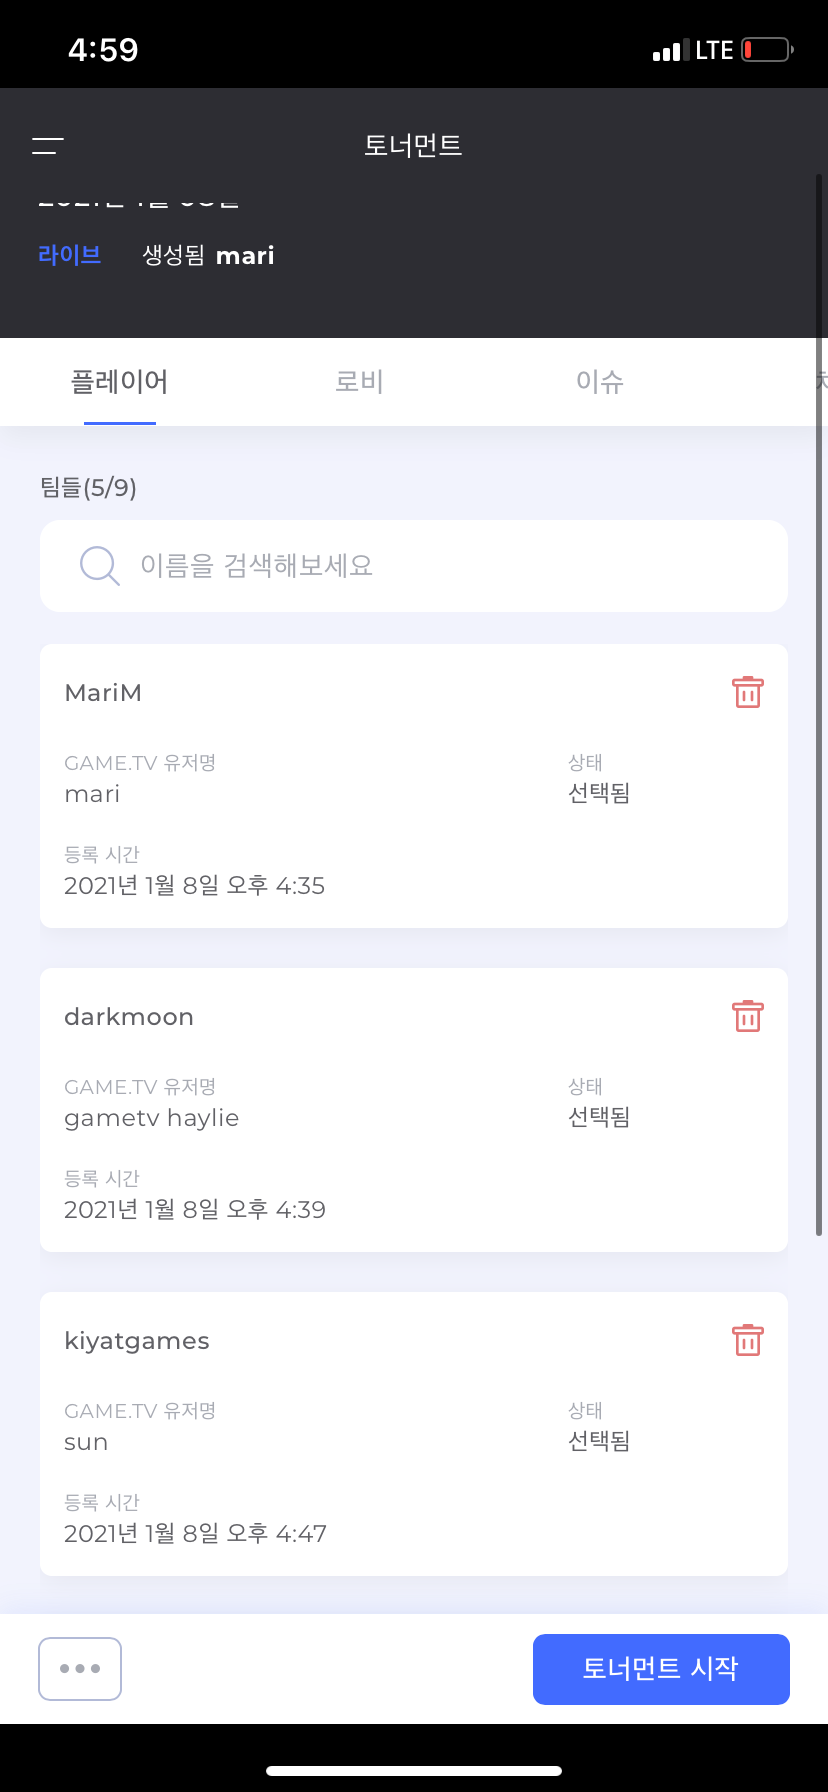 4:59 LTE
토너먼트
라이브 생성됨 mari
플레이어 로비 이슈
팀들(5/9)
이름을 검색해보세요
MariM
GAME.TV 유저명 상태
mari 선택됨
등록 시간
2021년 1월 8일 오후 4:35
darkmoon
GAME.TV 유저명 상태
gametv haylie 선택됨
등록 시간
2021년 1월 8일 오후 4:39
kiyatgames
GAME.TV 유저명 상태
sun 선택됨
등록 시간
2021년 1월 8일 오후 4:47
토너먼트 시작